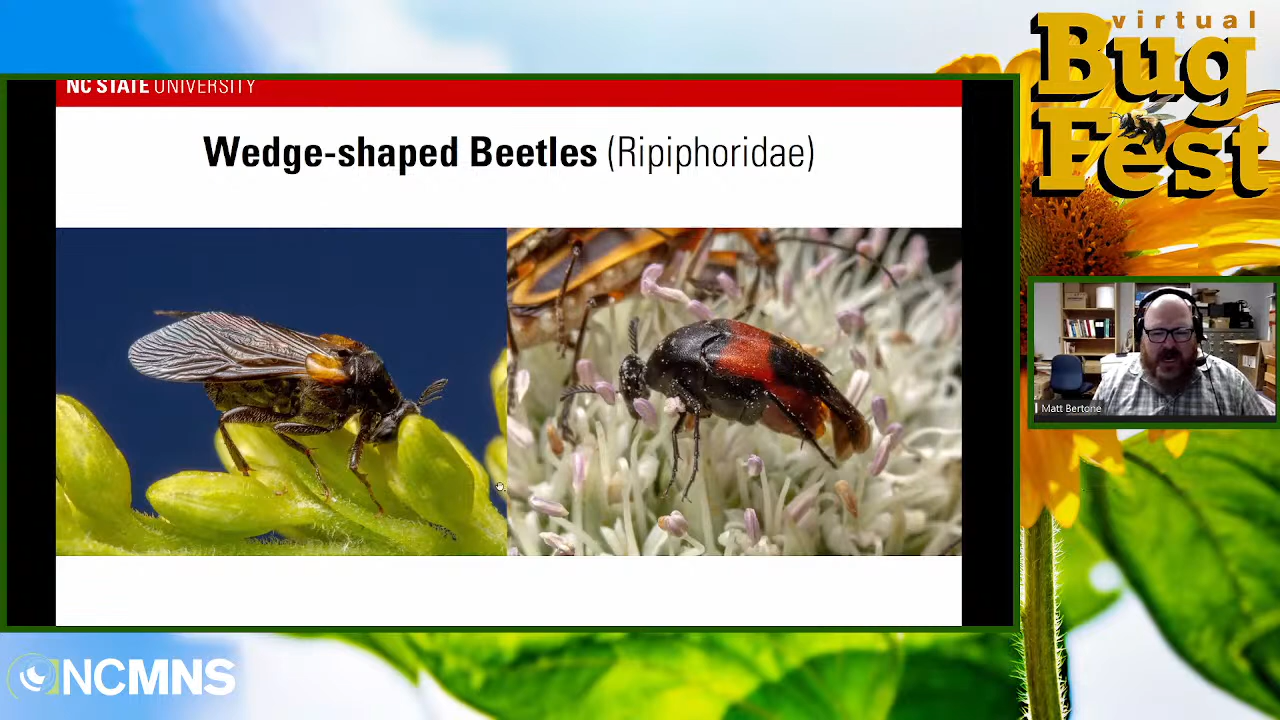 virtual
Bug
Fest
NC STATE UNIVERSITY
Wedge-shaped Beetles (Ripiphoridae)
Matt Bertone
NCMNS